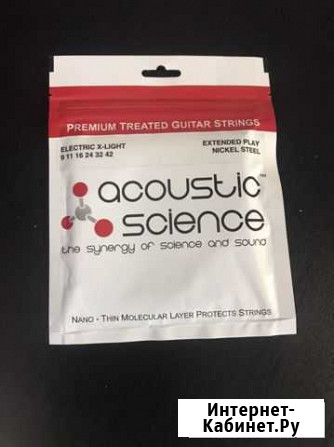 PREMIUM TREATED GUITAR STRINGS
ELECTRIC X-LIGHT
9 11 16 24 32 42
EXTENDED PLAY
NICKEL STEEL
acoustic™
science
the synergy of science and sound
NANO - THIN MOLECULAR LAYER PROTECTS STRINGS
Интернет-
Кабинет.Ру